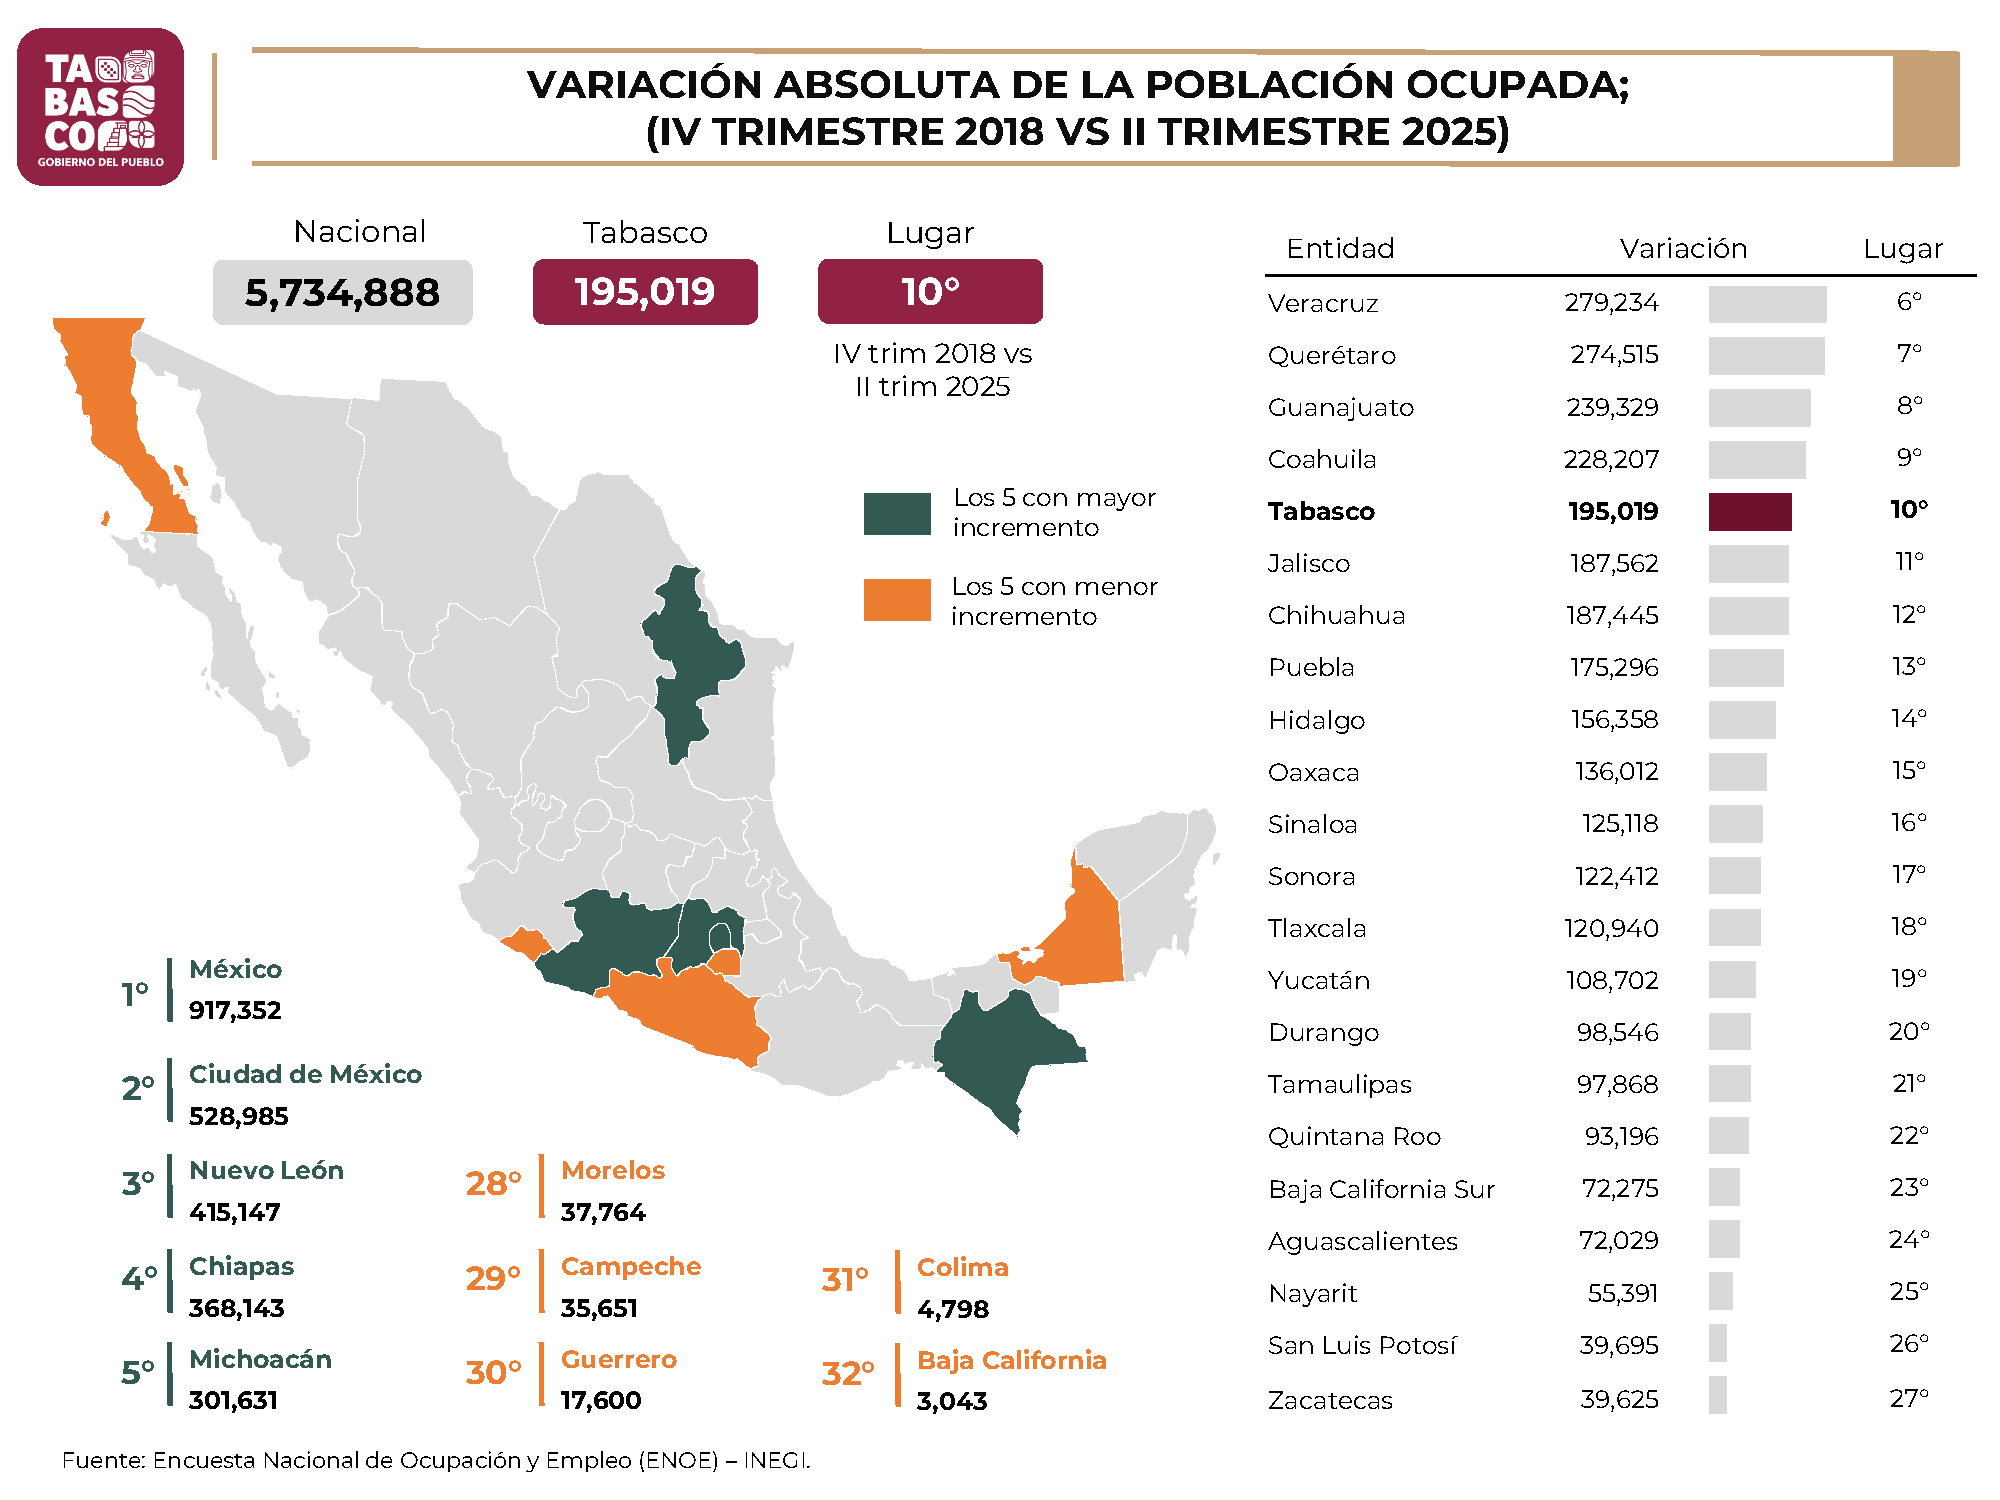 TA
BAS
CO
GOBIERNO DEL PUEBLO
VARIACIÓN ABSOLUTA DE LA POBLACIÓN OCUPADA;
(IV TRIMESTRE 2018 VS II TRIMESTRE 2025)
Nacional
5,734,888
Tabasco
195,019
Lugar
10°
IV trim 2018 vs
II trim 2025
Los 5 con mayor
incremento
Los 5 con menor
incremento
1°
México
917,352
2°
Ciudad de México
528,985
3°
Nuevo León
415,147
4°
Chiapas
368,143
5°
Michoacán
301,631
28°
Morelos
37,764
29°
Campeche
35,651
30°
Guerrero
17,600
31°
Colima
4,798
32°
Baja California
3,043
Entidad Variación Lugar
Veracruz 279,234 6°
Querétaro 274,515 7°
Guanajuato 239,329 8°
Coahuila 228,207 9°
Tabasco 195,019 10°
Jalisco 187,562 11°
Chihuahua 187,445 12°
Puebla 175,296 13°
Hidalgo 156,358 14°
Oaxaca 136,012 15°
Sinaloa 125,118 16°
Sonora 122,412 17°
Tlaxcala 120,940 18°
Yucatán 108,702 19°
Durango 98,546 20°
Tamaulipas 97,868 21°
Quintana Roo 93,196 22°
Baja California Sur 72,275 23°
Aguascalientes 72,029 24°
Nayarit 55,391 25°
San Luis Potosí 39,695 26°
Zacatecas 39,625 27°
Fuente: Encuesta Nacional de Ocupación y Empleo (ENOE) – INEGI.